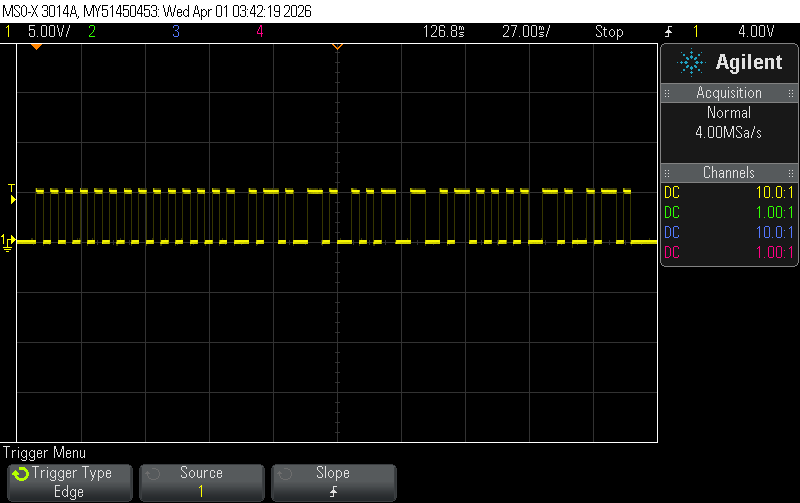 MSO-X 3014A, MY51450453: Wed Apr 01 03:42:19 2026
1 5.00V/ 2 3 4 126.8ms 27.00ms/ Stop 1 4.00V
Agilent
Acquisition
Normal
4.00MSa/s
Channels
DC 10.0:1
DC 1.00:1
DC 10.0:1
DC 1.00:1
T
1
Trigger Menu
Trigger Type
Edge
Source
1
Slope